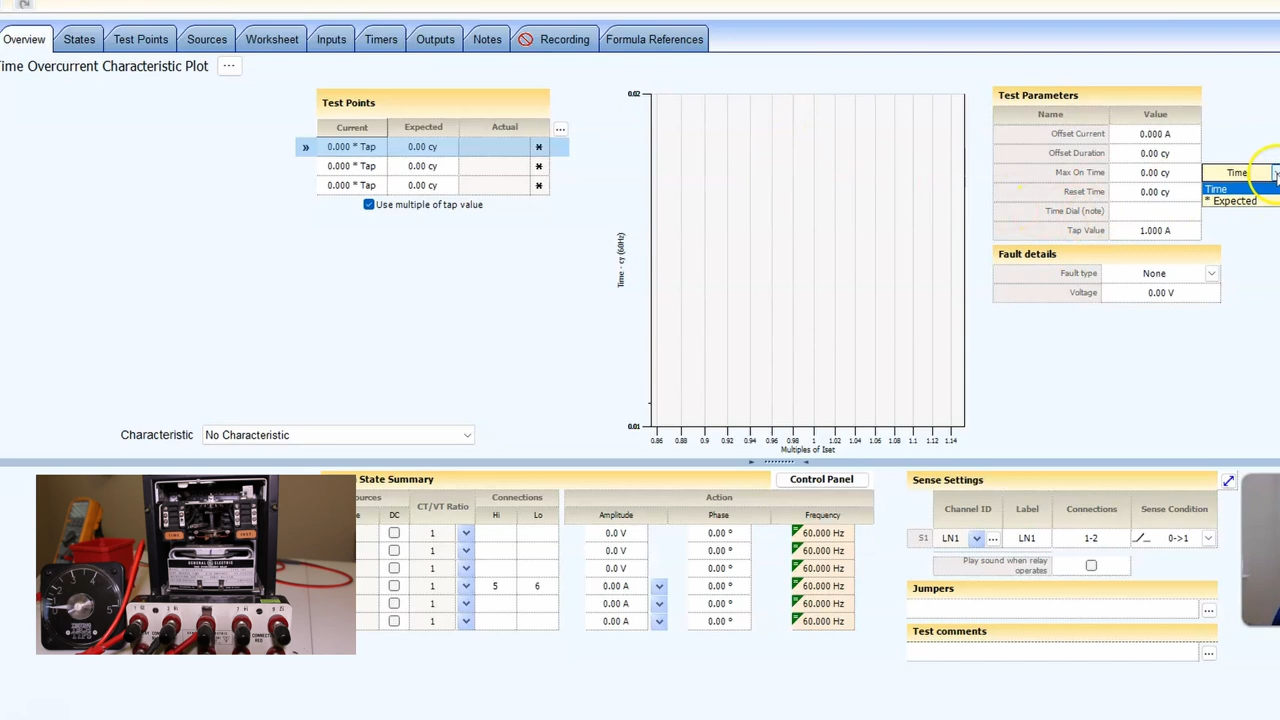 Overview States Test Points Sources Worksheet Inputs Timers Outputs Notes Recording Formula References
ime Overcurrent Characteristic Plot ...
Test Points
Current Expected Actual ...
» 0.000 * Tap 0.00 cy *
0.000 * Tap 0.00 cy *
0.000 * Tap 0.00 cy *
Use multiple of tap value
Characteristic No Characteristic
0.02
Time - cy (60Hz)
0.01
0.86 0.88 0.9 0.92 0.94 0.96 0.98 1 1.02 1.04 1.06 1.08 1.1 1.12 1.14
Multiples of Iset
Test Parameters
Name Value
Offset Current 0.000 A
Offset Duration 0.00 cy
Max On Time 0.00 cy Time
Time
* Expected
Reset Time 0.00 cy
Time Dial (note)
Tap Value 1.000 A
Fault details
Fault type None
Voltage 0.00 V
State Summary Control Panel
ources CT/VT Ratio Connections Action
DC Hi Lo Amplitude Phase Frequency
1 0.0 V 0.00 º 60.000 Hz
1 0.0 V 0.00 º 60.000 Hz
1 0.0 V 0.00 º 60.000 Hz
1 5 6 0.00 A 0.00 º 60.000 Hz
1 0.00 A 0.00 º 60.000 Hz
1 0.00 A 0.00 º 60.000 Hz
Sense Settings
Channel ID Label Connections Sense Condition
S1 LN1 ... LN1 1-2 0->1
Play sound when relay
operates
Jumpers
...
Test comments
...
GENERAL ELECTRIC